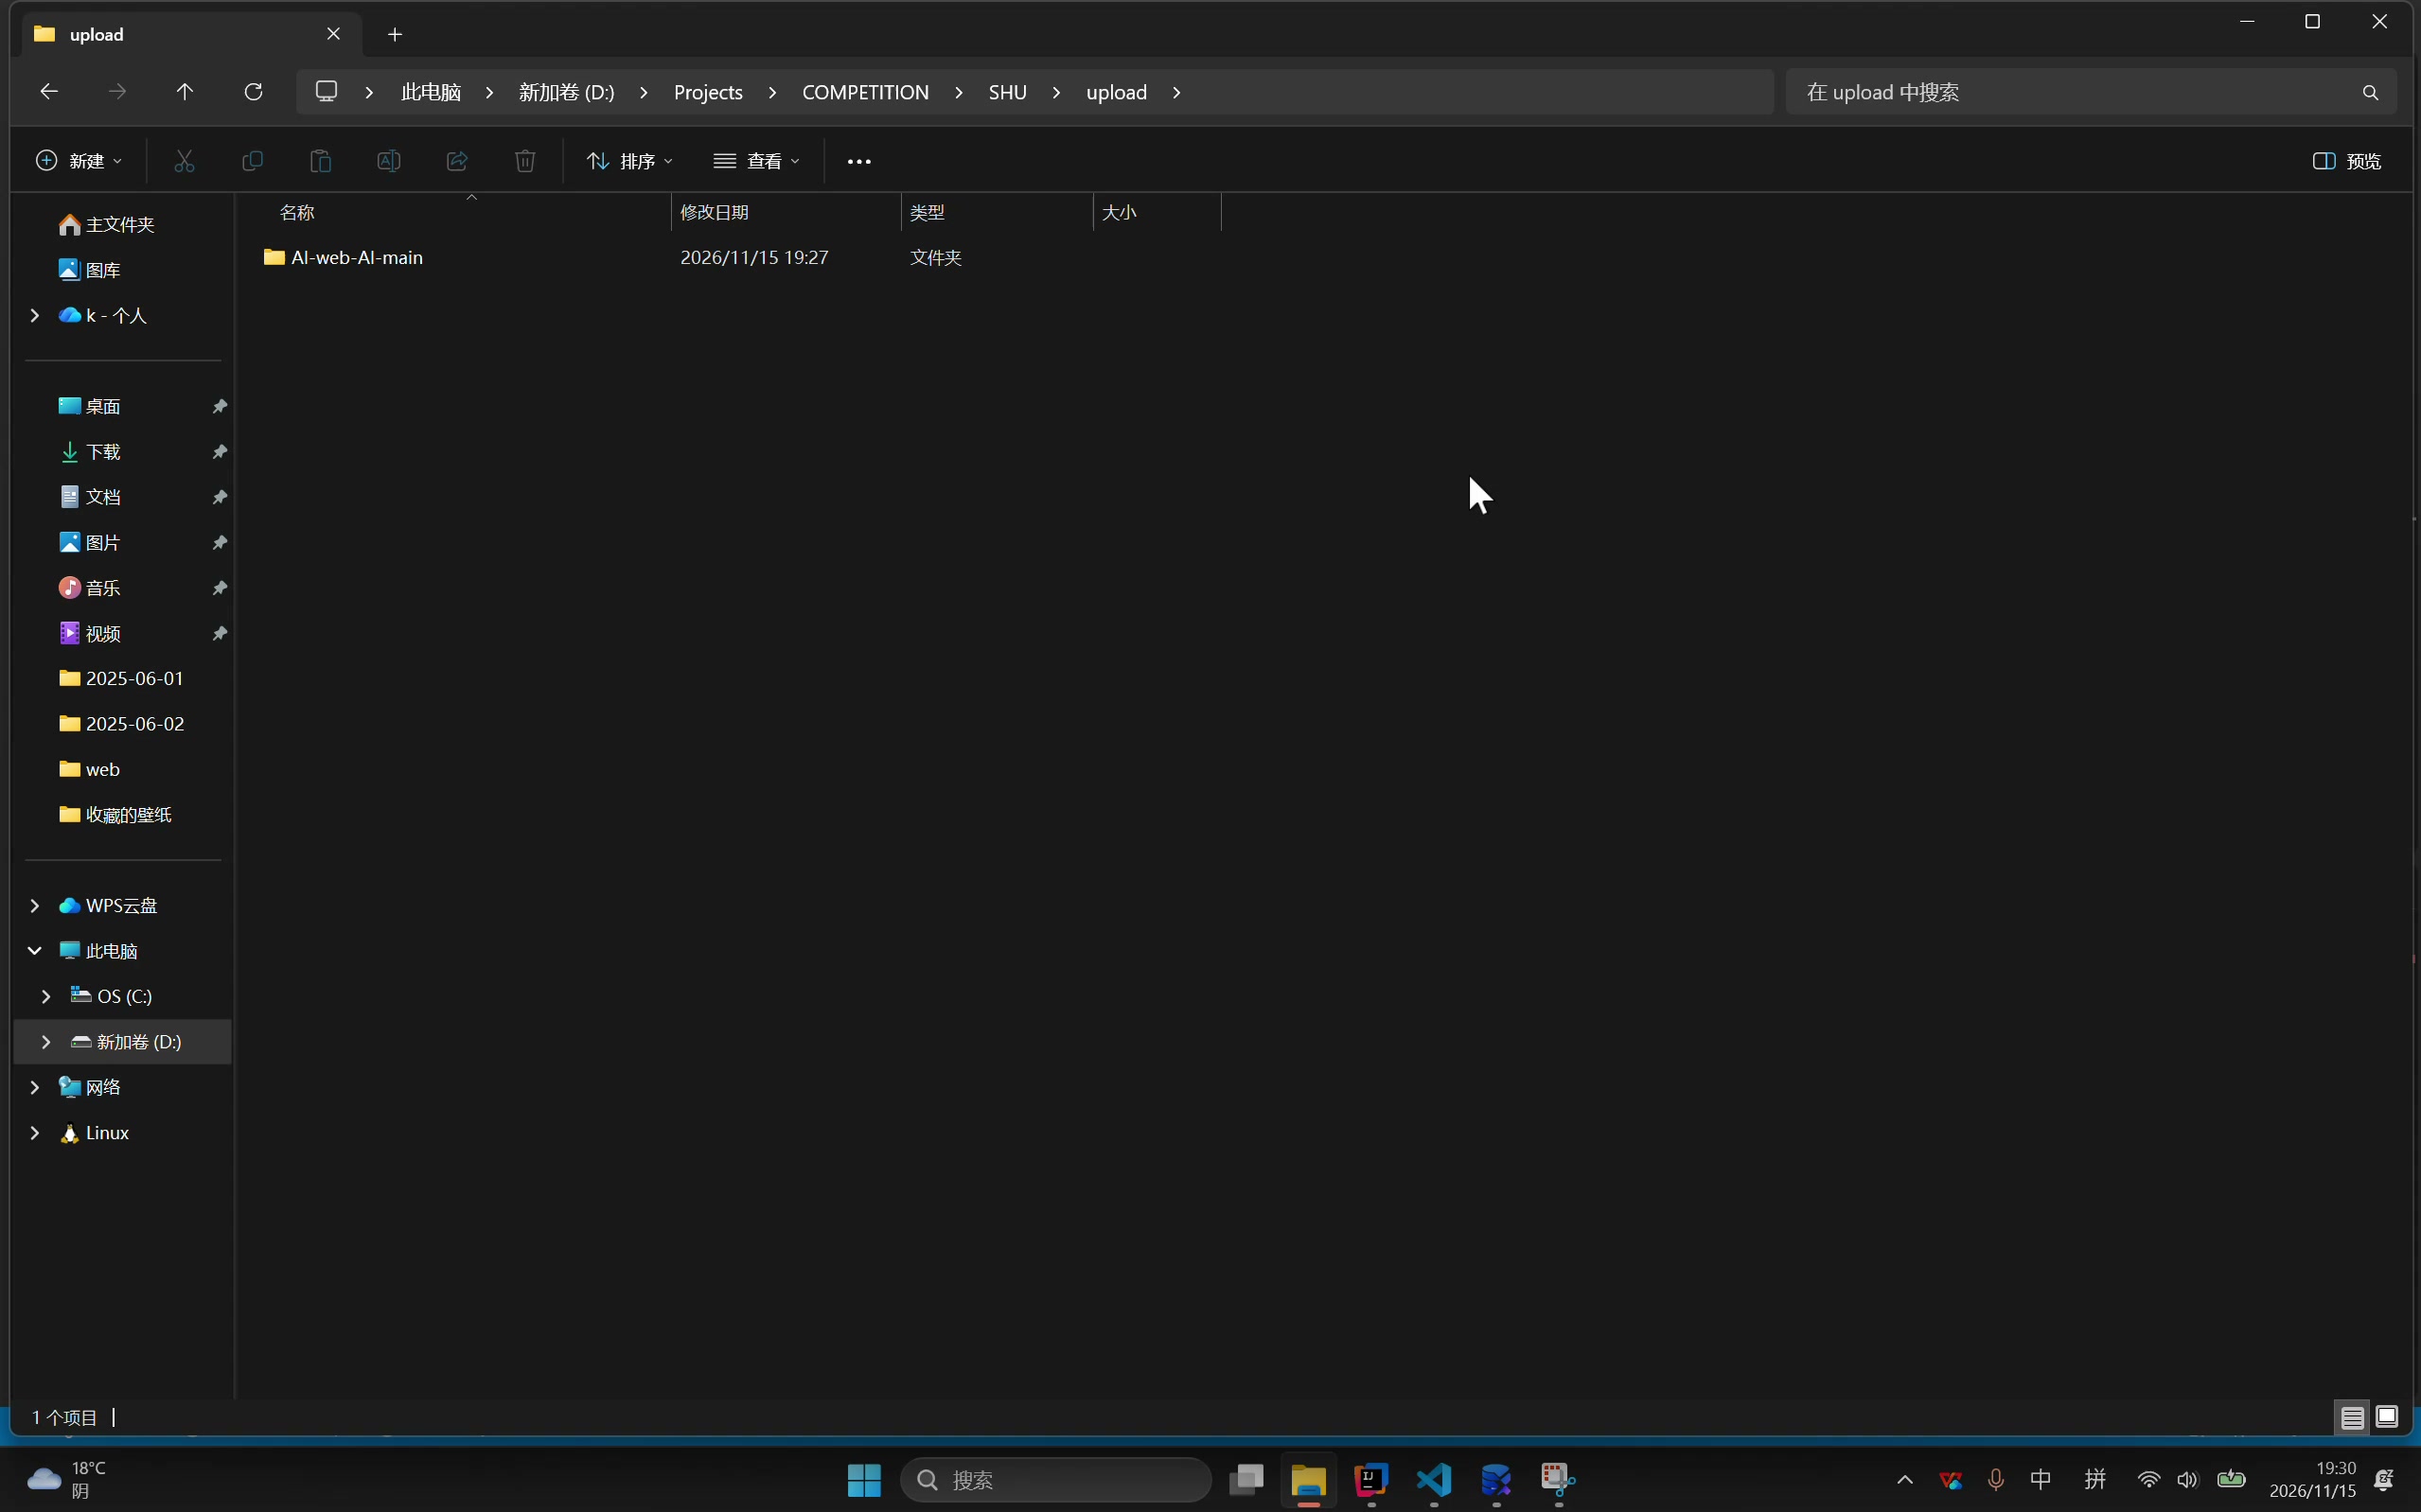 upload
此电脑 新加卷 (D:) Projects COMPETITION SHU upload
在 upload 中搜索
新建 排序 查看 预览
名称 修改日期 类型 大小
AI-web-AI-main 2026/11/15 19:27 文件夹
主文件夹
图库
k - 个人
桌面
下载
文档
图片
音乐
视频
2025-06-01
2025-06-02
web
收藏的壁纸
WPS云盘
此电脑
OS (C:)
新加卷 (D:)
网络
Linux
1 个项目
18°C
阴
搜索
中 拼
19:30
2026/11/15